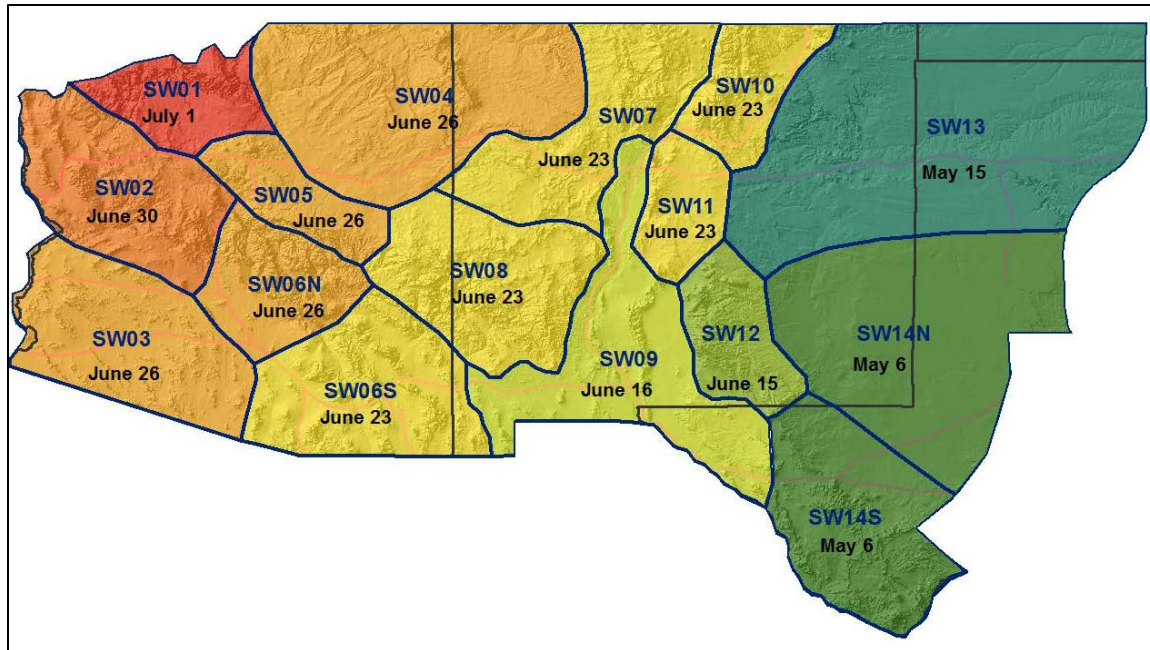 SW01
July 1
SW04
June 26
SW07
June 23
SW10
June 23
SW13
May 15
SW02
June 30
SW05
June 26
SW11
June 23
SW06N
June 26
SW08
June 23
SW03
June 26
SW12
June 15
SW14N
May 6
SW09
June 16
SW06S
June 23
SW14S
May 6